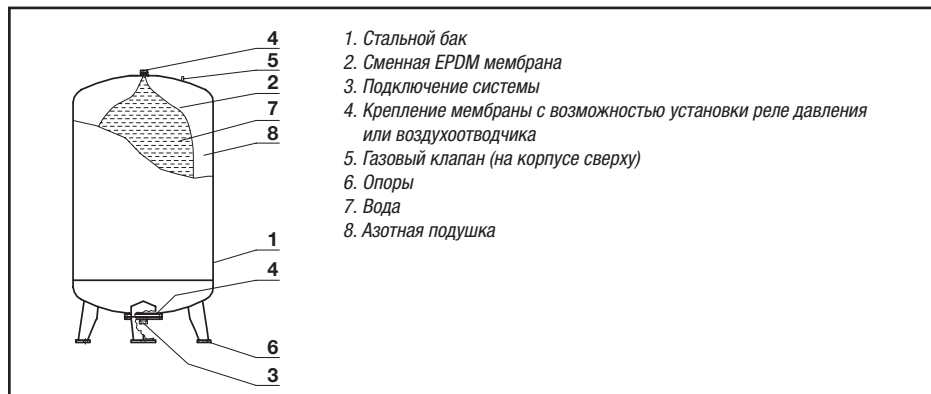 4
5
2
7
8
1
4
6
3
1. Стальной бак
2. Сменная EPDM мембрана
3. Подключение системы
4. Крепление мембраны с возможностью установки реле давления
или воздухоотводчика
5. Газовый клапан (на корпусе сверху)
6. Опоры
7. Вода
8. Азотная подушка